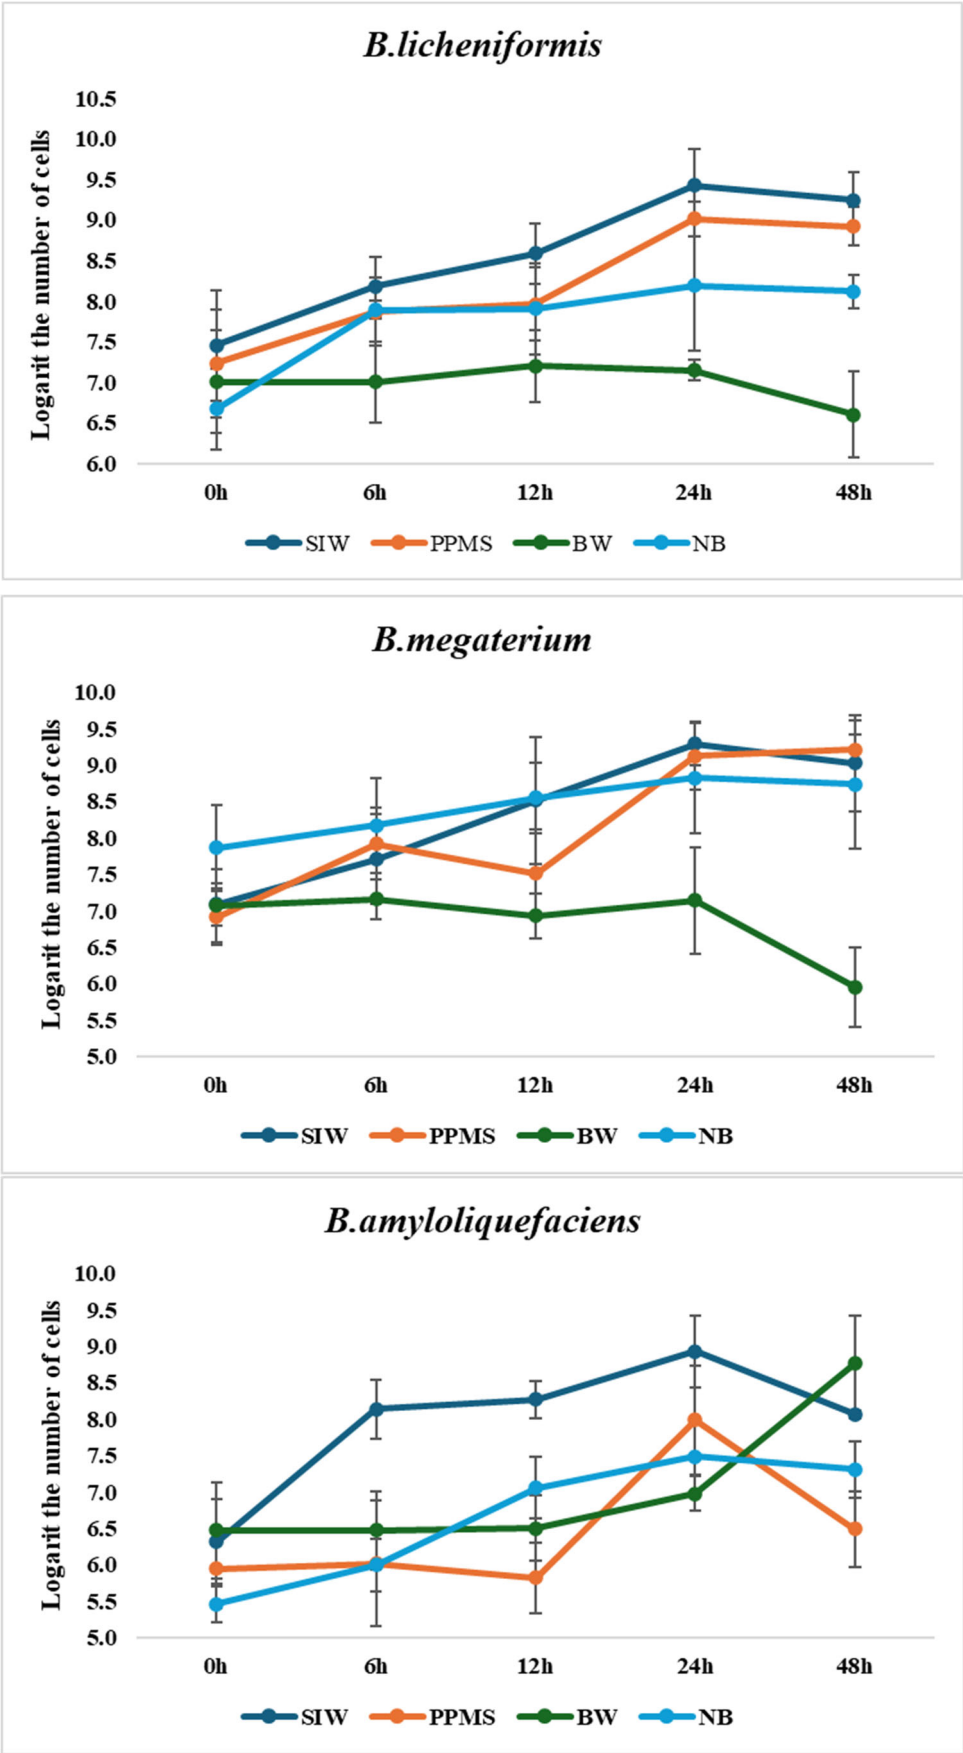 B.licheniformis
Logarit the number of cells
10.5
10.0
9.5
9.0
8.5
8.0
7.5
7.0
6.5
6.0
0h 6h 12h 24h 48h
SIW PPMS BW NB
B.megaterium
Logarit the number of cells
10.0
9.5
9.0
8.5
8.0
7.5
7.0
6.5
6.0
5.5
5.0
0h 6h 12h 24h 48h
SIW PPMS BW NB
B.amyloliquefaciens
Logarit the number of cells
10.0
9.5
9.0
8.5
8.0
7.5
7.0
6.5
6.0
5.5
5.0
0h 6h 12h 24h 48h
SIW PPMS BW NB